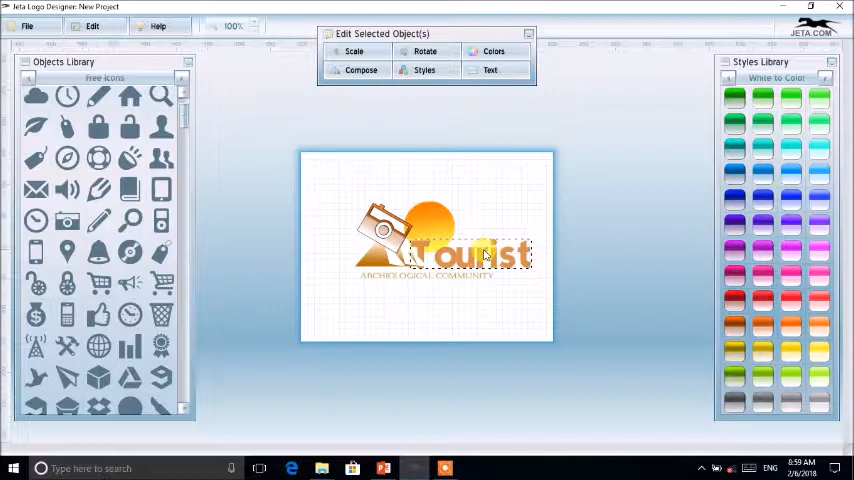 Jeta Logo Designer: New Project
File
Edit
Help
100%
JETA.COM
Edit Selected Object(s)
Scale
Rotate
Colors
Compose
Styles
Text
Objects Library
Free Icons
Styles Library
White to Color
Tourist
ARCHIOLOGICAL COMMUNITY
Type here to search
ENG
8:59 AM
2/6/2018